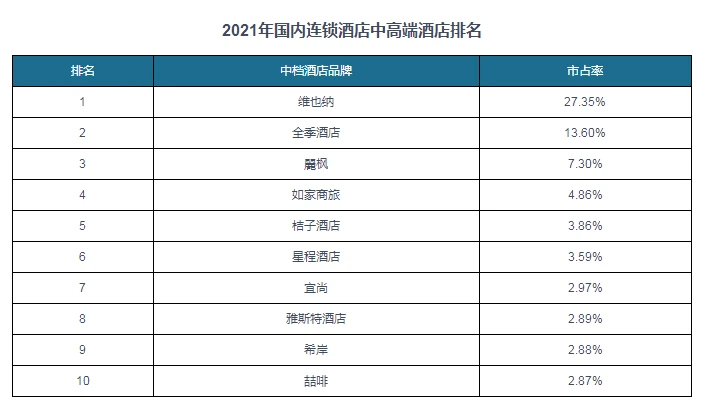 2021年国内连锁酒店中高端酒店排名
排名 中档酒店品牌 市占率
1 维也纳 27.35%
2 全季酒店 13.60%
3 麗枫 7.30%
4 如家商旅 4.86%
5 桔子酒店 3.86%
6 星程酒店 3.59%
7 宜尚 2.97%
8 雅斯特酒店 2.89%
9 希岸 2.88%
10 喆啡 2.87%